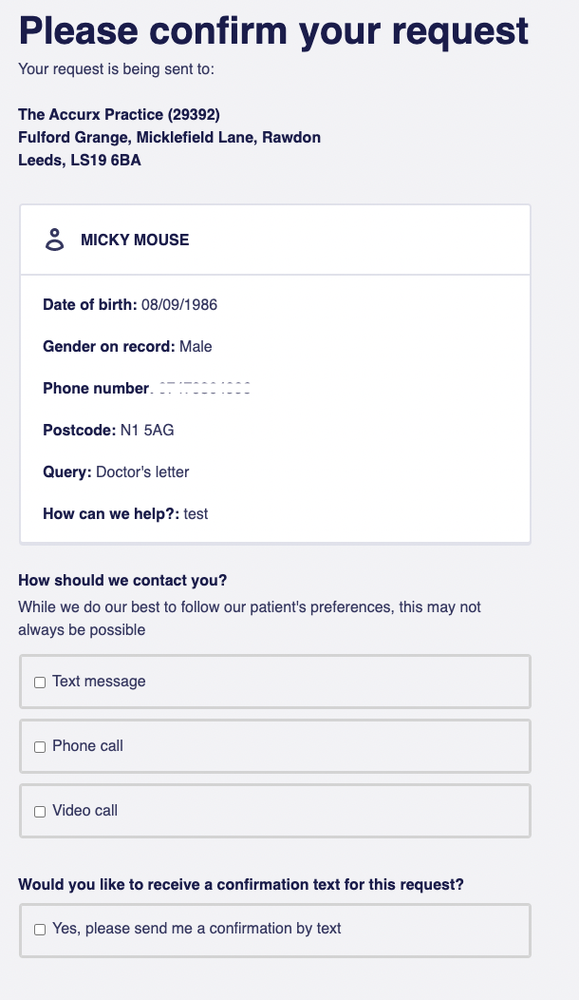 Please confirm your request
Your request is being sent to:
The Accurx Practice (29392)
Fulford Grange, Micklefield Lane, Rawdon
Leeds, LS19 6BA
MICKY MOUSE
Date of birth: 08/09/1986
Gender on record: Male
Phone number
Postcode: N1 5AG
Query: Doctor's letter
How can we help?: test
How should we contact you?
While we do our best to follow our patient's preferences, this may not
always be possible
Text message
Phone call
Video call
Would you like to receive a confirmation text for this request?
Yes, please send me a confirmation by text